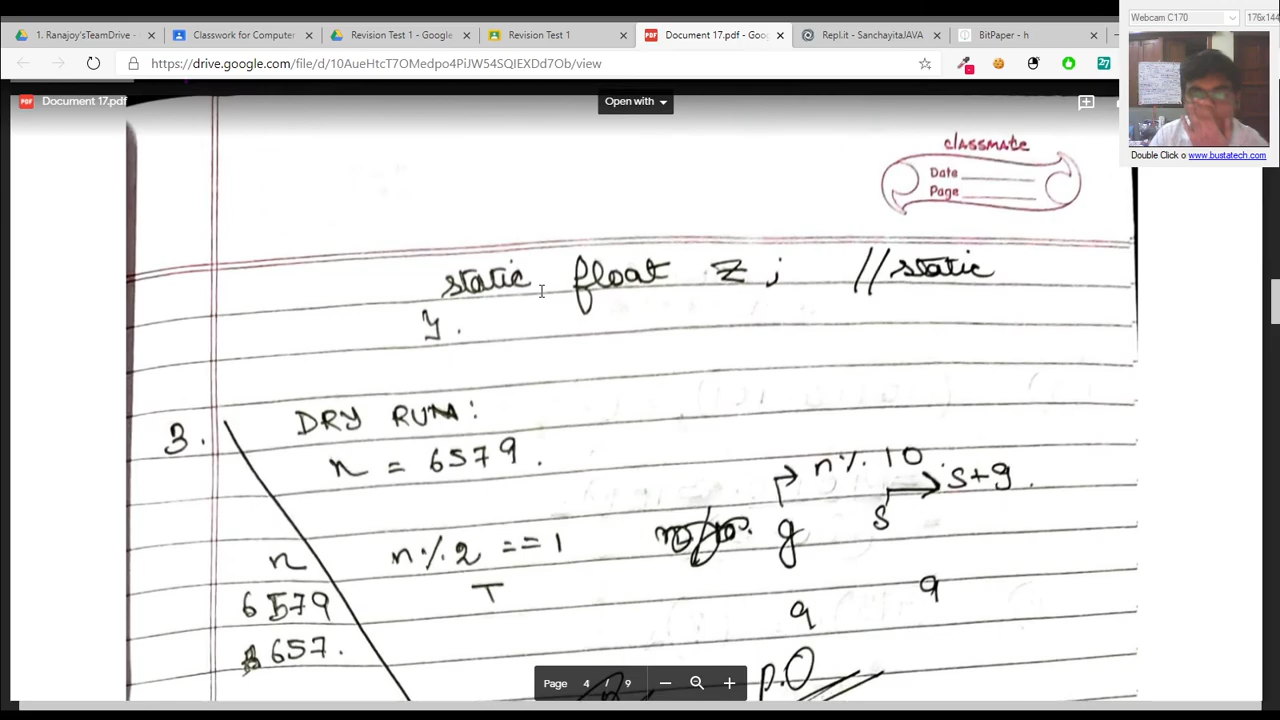 1. Ranajoy'sTeamDrive -
Classwork for Computer
Revision Test 1 - Google
Revision Test 1
Document 17.pdf - Goo
Repl.it - SanchayitaJAVA
BitPaper - h
Webcam C170
176x144
https://drive.google.com/file/d/10AueHtcT7OMedpo4PiJW54SQIEXDd7Ob/view
27
Document 17.pdf
Open with
Double Click o www.bustatech.com
classmate
Date
Page
static float z; //static
}.
3. DRY RUN:
n = 6579.
n%10
s+g.
n n%2 ==1 g s
6579 T 9 9
657.
P.O
Page 4 / 9